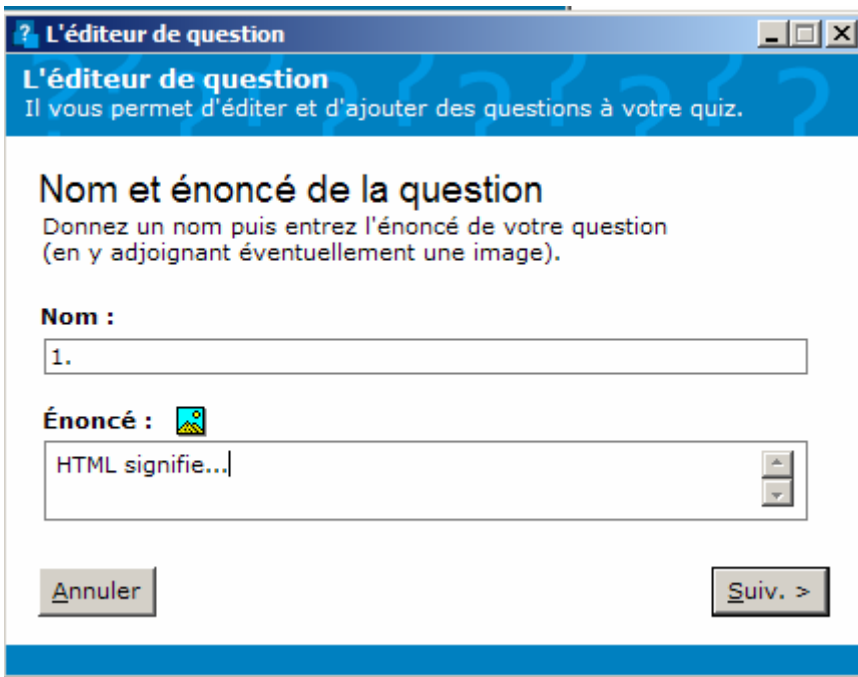 L'éditeur de question
L'éditeur de question
Il vous permet d'éditer et d'ajouter des questions à votre quiz.
Nom et énoncé de la question
Donnez un nom puis entrez l'énoncé de votre question
(en y adjoignant éventuellement une image).
Nom :
1.
Énoncé :
HTML signifie...
Annuler
Suiv. >